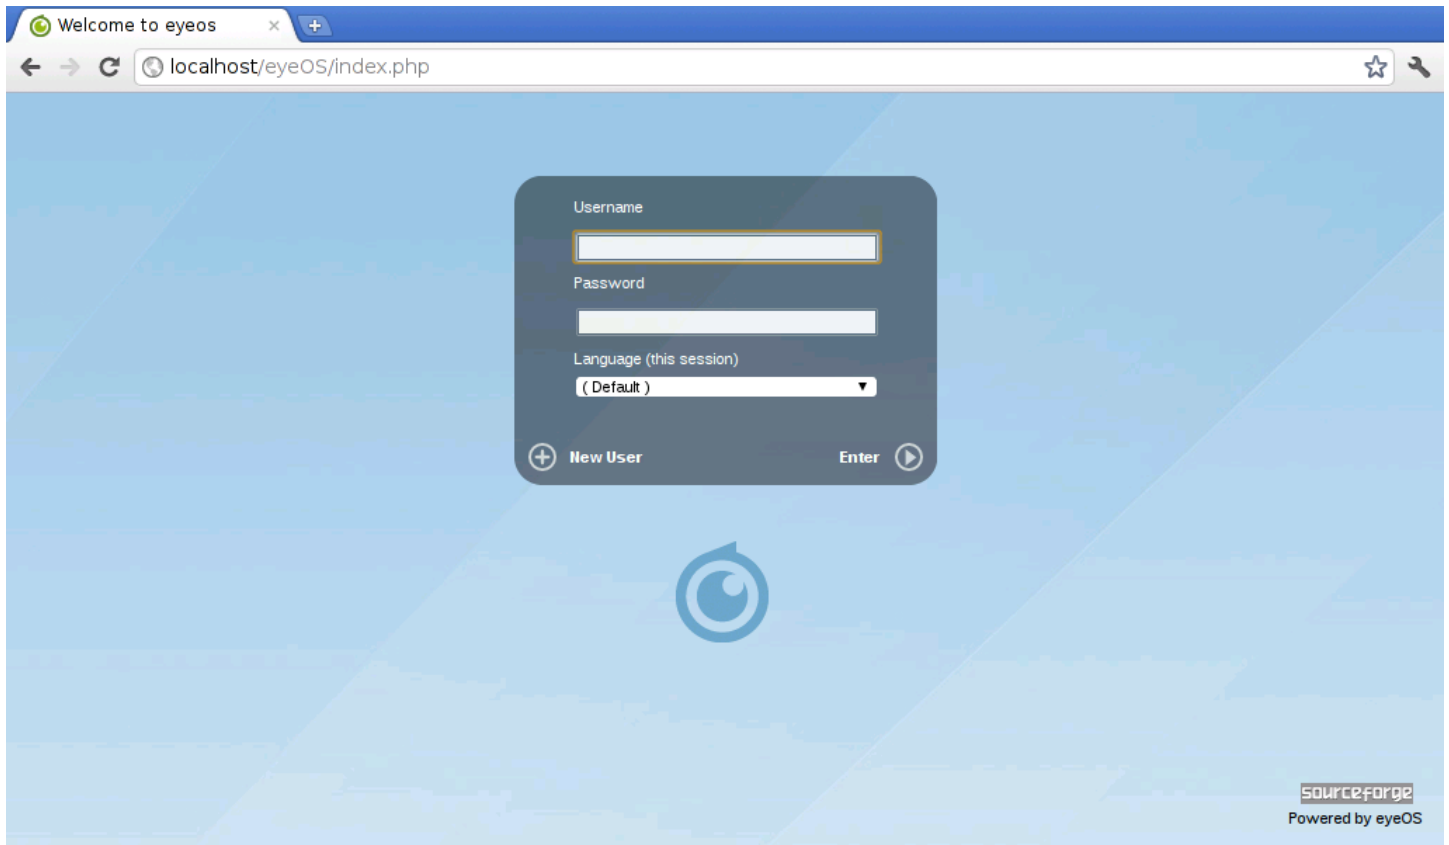 Welcome to eyeos
localhost/eyeOS/index.php
Username
Password
Language (this session)
( Default )
New User
Enter
sourceforge
Powered by eyeOS